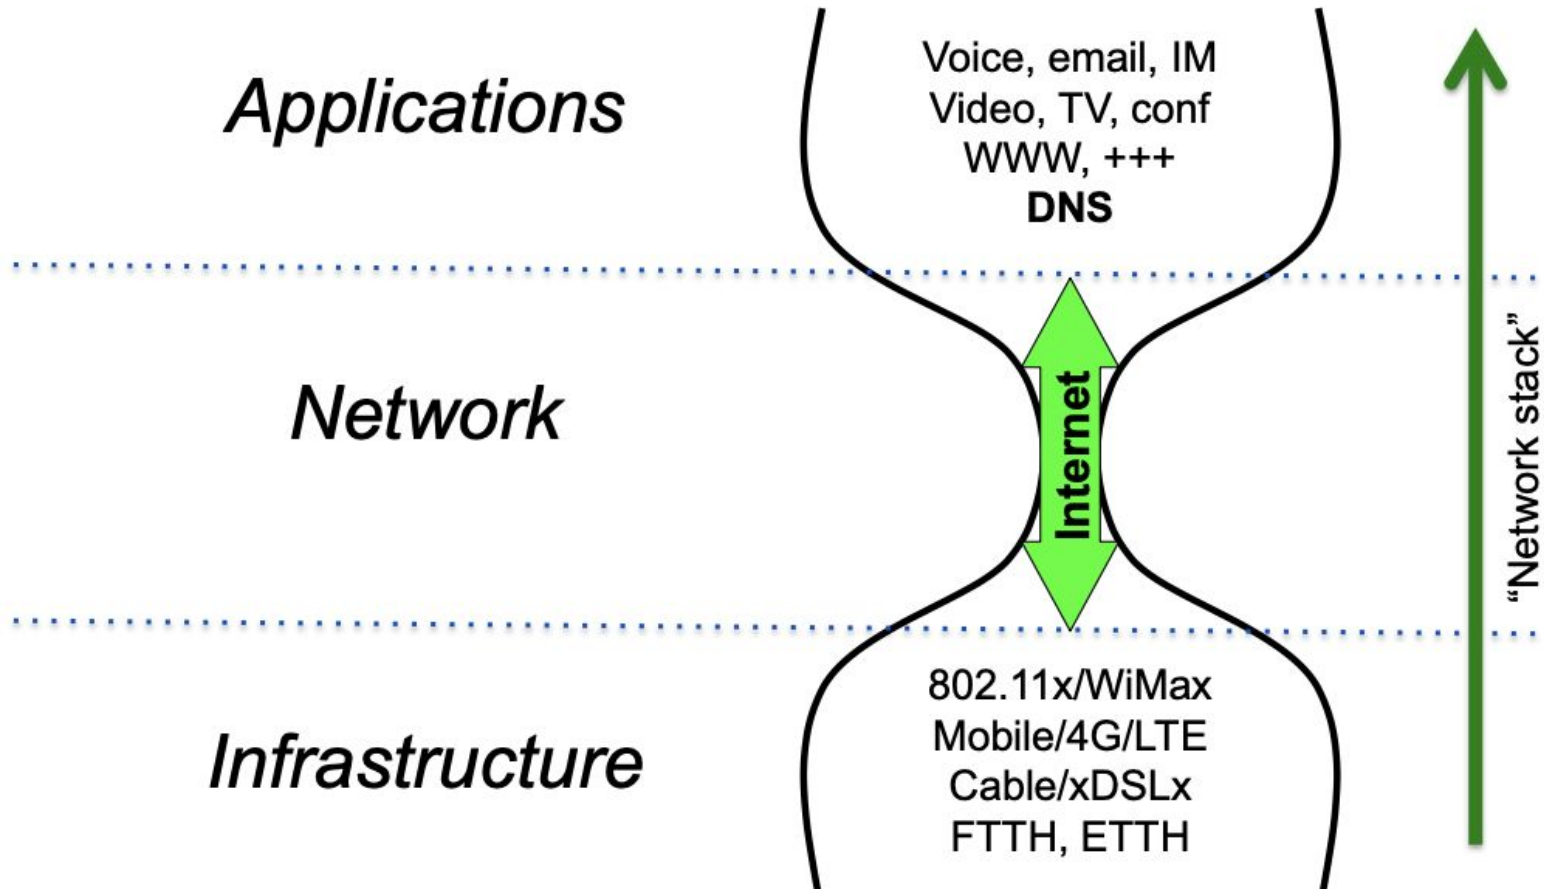 Applications
Voice, email, IM
Video, TV, conf
WWW, +++
DNS
Network
Internet
“Network stack”
Infrastructure
802.11x/WiMax
Mobile/4G/LTE
Cable/xDSLx
FTTH, ETTH